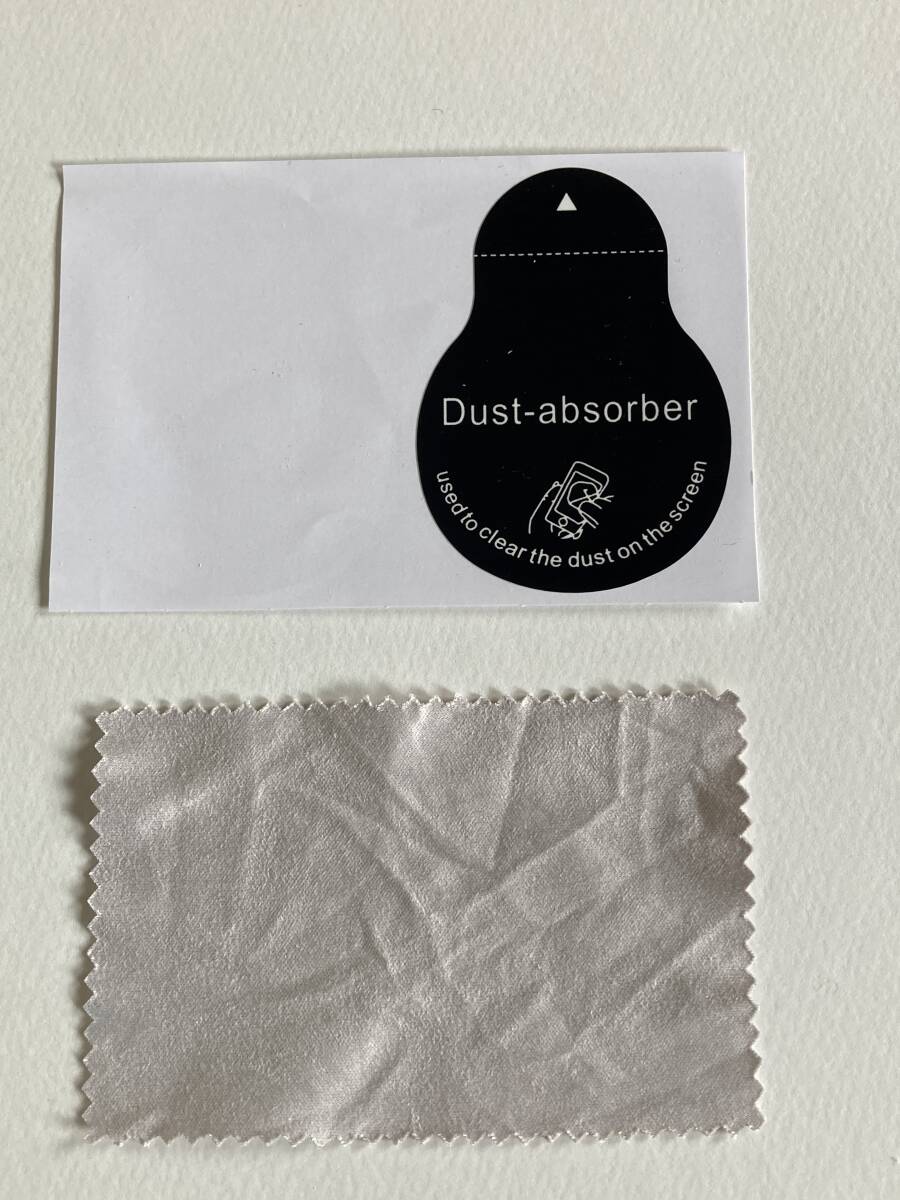 Dust-absorber
used to clear the dust on the screen